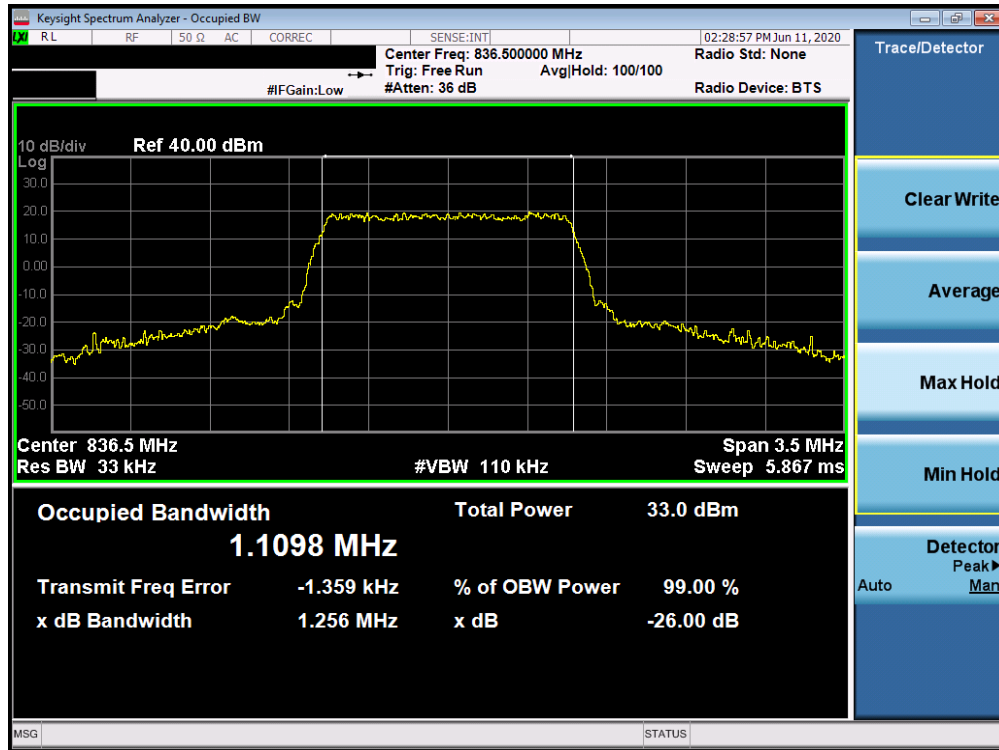 Keysight Spectrum Analyzer - Occupied BW
LXI RL RF 50 Ω AC CORREC SENSE:INT 02:28:57 PM Jun 11, 2020
Center Freq: 836.500000 MHz Radio Std: None
Trig: Free Run Avg|Hold: 100/100
#IFGain:Low #Atten: 36 dB Radio Device: BTS
10 dB/div Ref 40.00 dBm
Log
30.0
20.0
10.0
0.00
-10.0
-20.0
-30.0
-40.0
-50.0
Center 836.5 MHz Span 3.5 MHz
Res BW 33 kHz #VBW 110 kHz Sweep 5.867 ms
Occupied Bandwidth Total Power 33.0 dBm
1.1098 MHz
Transmit Freq Error -1.359 kHz % of OBW Power 99.00 %
x dB Bandwidth 1.256 MHz x dB -26.00 dB
Trace/Detector
Clear Write
Average
Max Hold
Min Hold
Detector
Peak▶
Auto Man
MSG STATUS